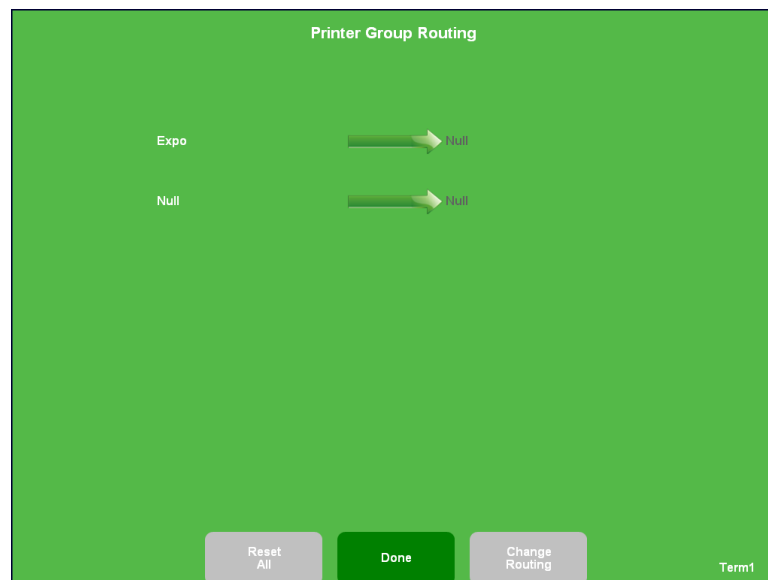 Printer Group Routing
Expo Null
Null Null
Reset
All
Done
Change
Routing
Term1